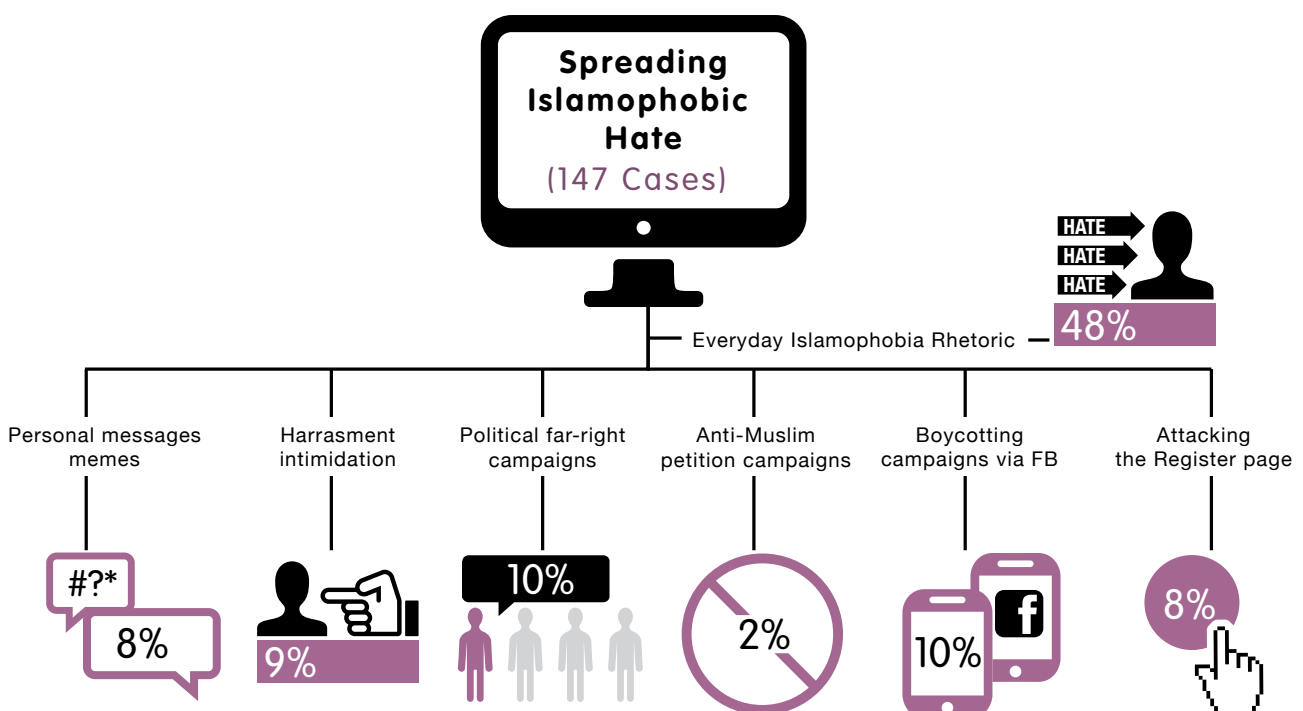 Spreading
Islamophobic
Hate
(147 Cases)
HATE
HATE
HATE
48%
Everyday Islamophobia Rhetoric
Personal messages
memes
Harrasment
intimidation
Political far-right
campaigns
Anti-Muslim
petition campaigns
Boycotting
campaigns via FB
Attacking
the Register page
#?*
8%
9%
10%
2%
f
10%
8%